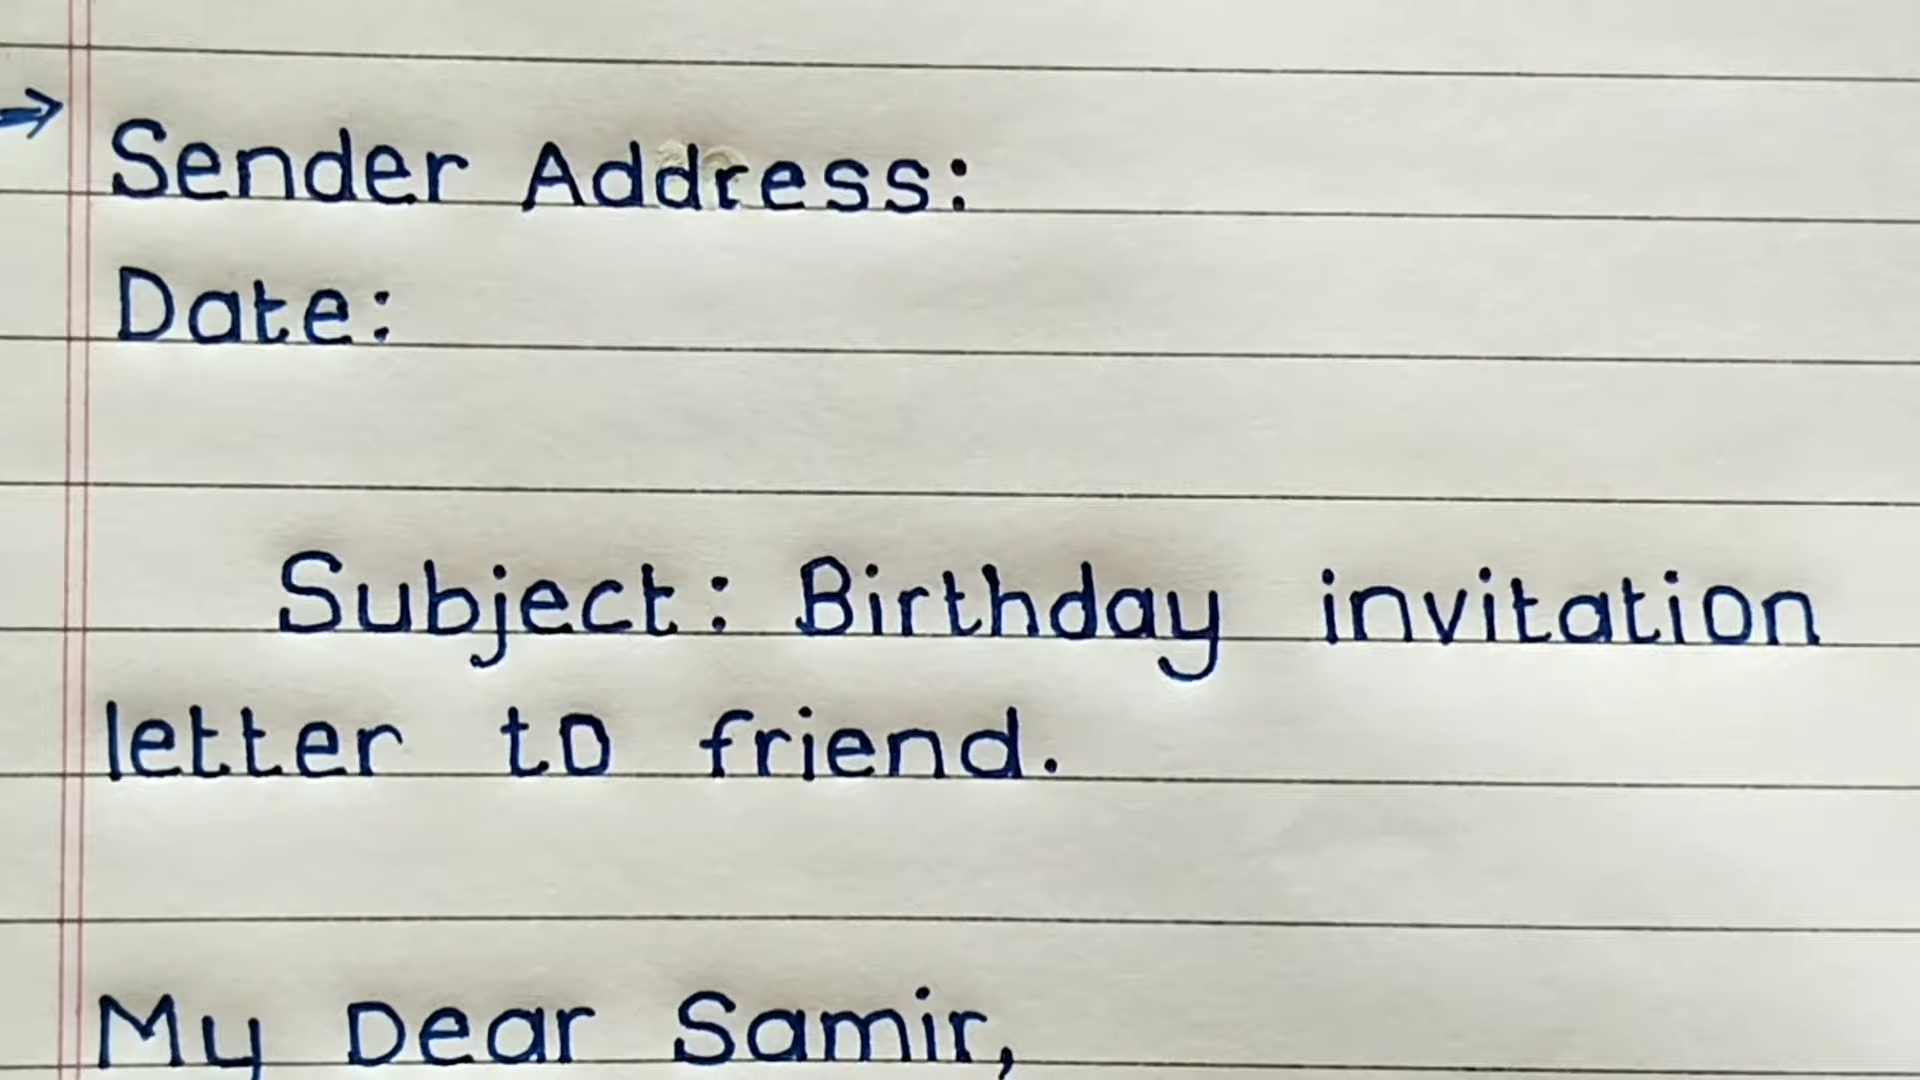 Sender Address:
Date:
Subject: Birthday invitation
letter to friend.
My Dear Samir,